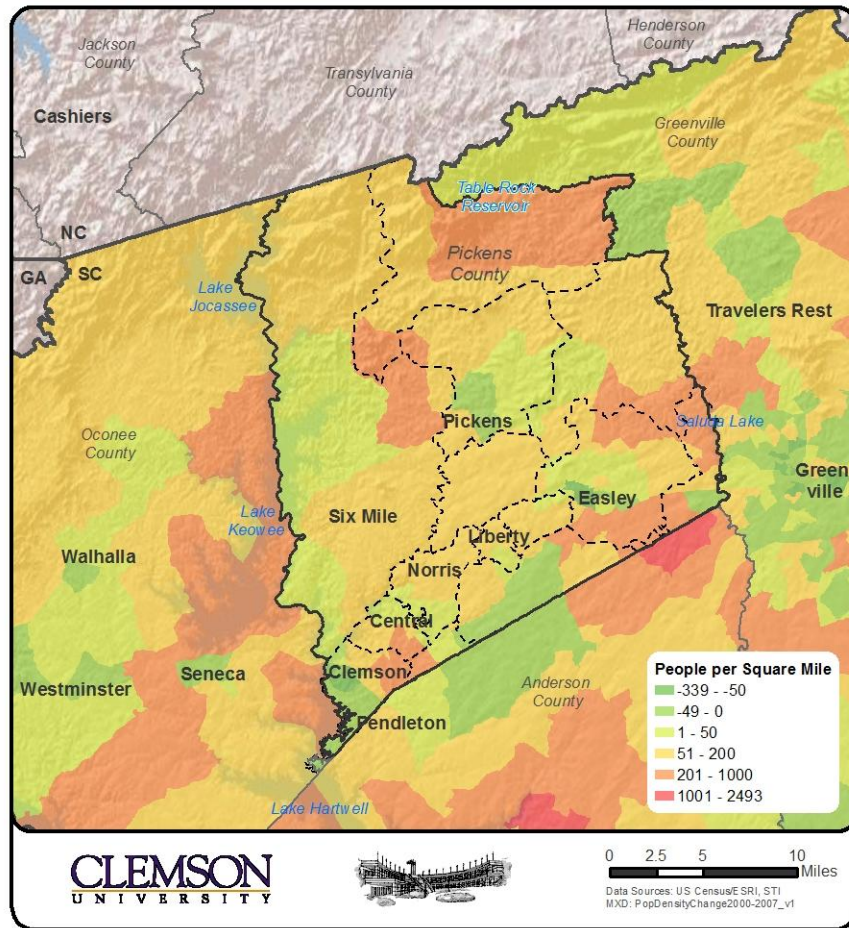 Jackson
County
Henderson
County
Transylvania
County
Cashiers
Greenville
County
Table Rock
Reservoir
NC
Pickens
County
GA
SC
Lake
Jocassee
Travelers Rest
Oconee
County
Pickens
Saluda Lake
Green
ville
Easley
Lake
Keowee
Six Mile
Liberty
Walhalla
Norris
Central
Seneca
Clemson
Westminster
Anderson
County
Pendleton
Lake Hartwell
People per Square Mile
-339 - -50
-49 - 0
1 - 50
51 - 200
201 - 1000
1001 - 2493
CLEMSON
UNIVERSITY
0 2.5 5 10
Miles
Data Sources: US Census/ESRI, STI
MXD: PopDensityChange2000-2007_v1